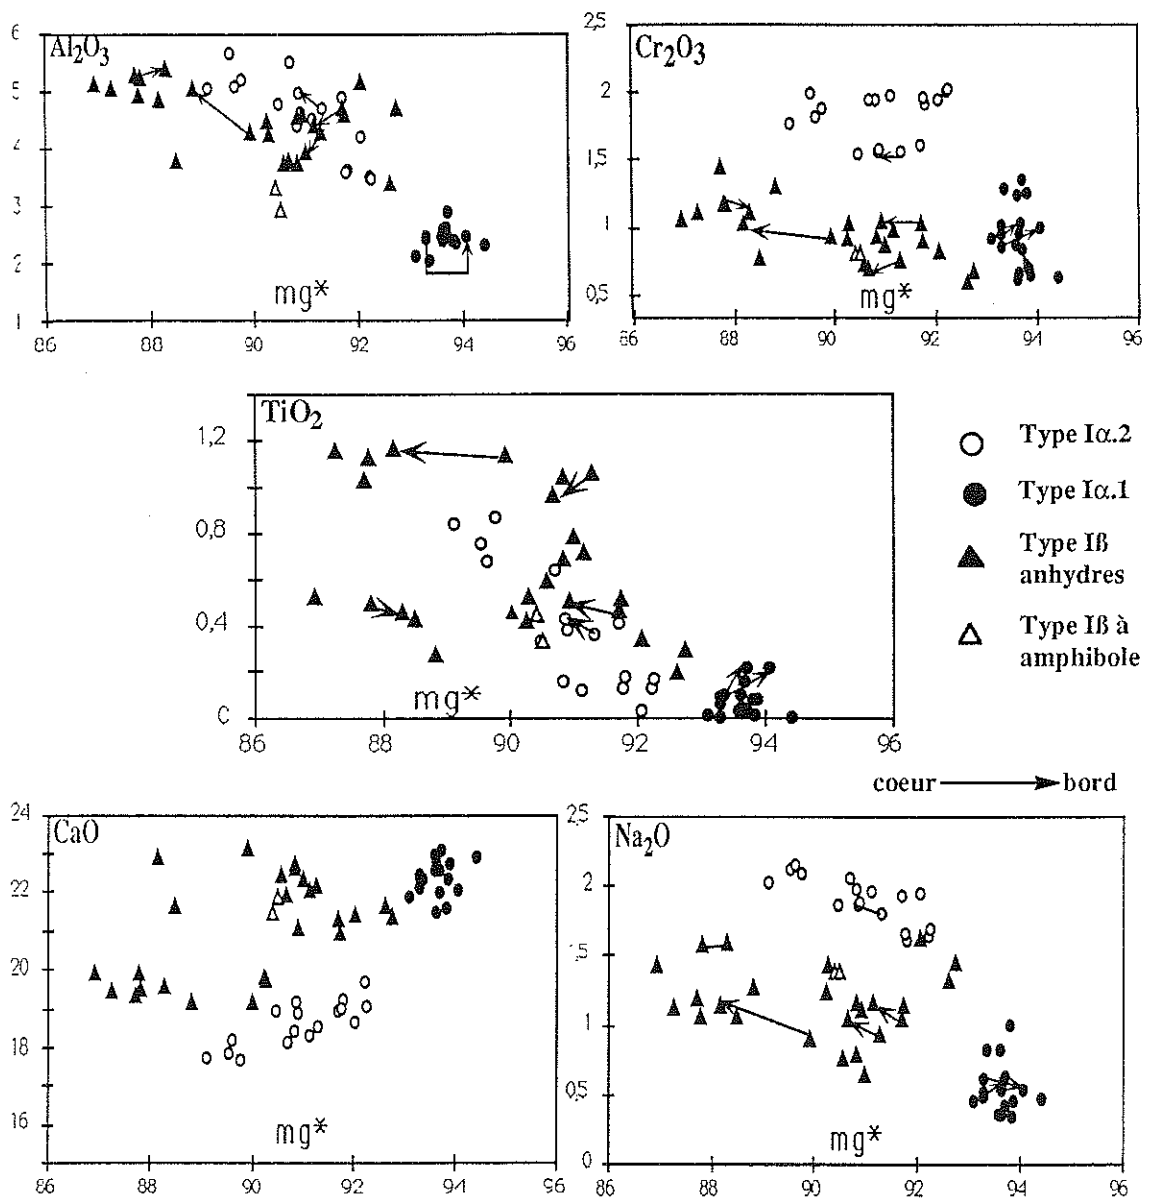 Al₂O₃
5
3
2
1
mg*
86 88 90 92 94 96
Cr₂O₃
2,5
2
1,5
1
0,5
mg*
86 88 90 92 94 96
TiO₂
1,2
0,8
0,4
mg*
86 88 90 92 94 96
Type Iα.2
Type Iα.1
Type Iß
anhydres
Type Iß à
amphibole
coeur bord
CaO
24
22
20
18
16
mg*
86 88 90 92 94 96
Na₂O
2,5
2
1,5
1
0,5
0
mg*
86 88 90 92 94 96